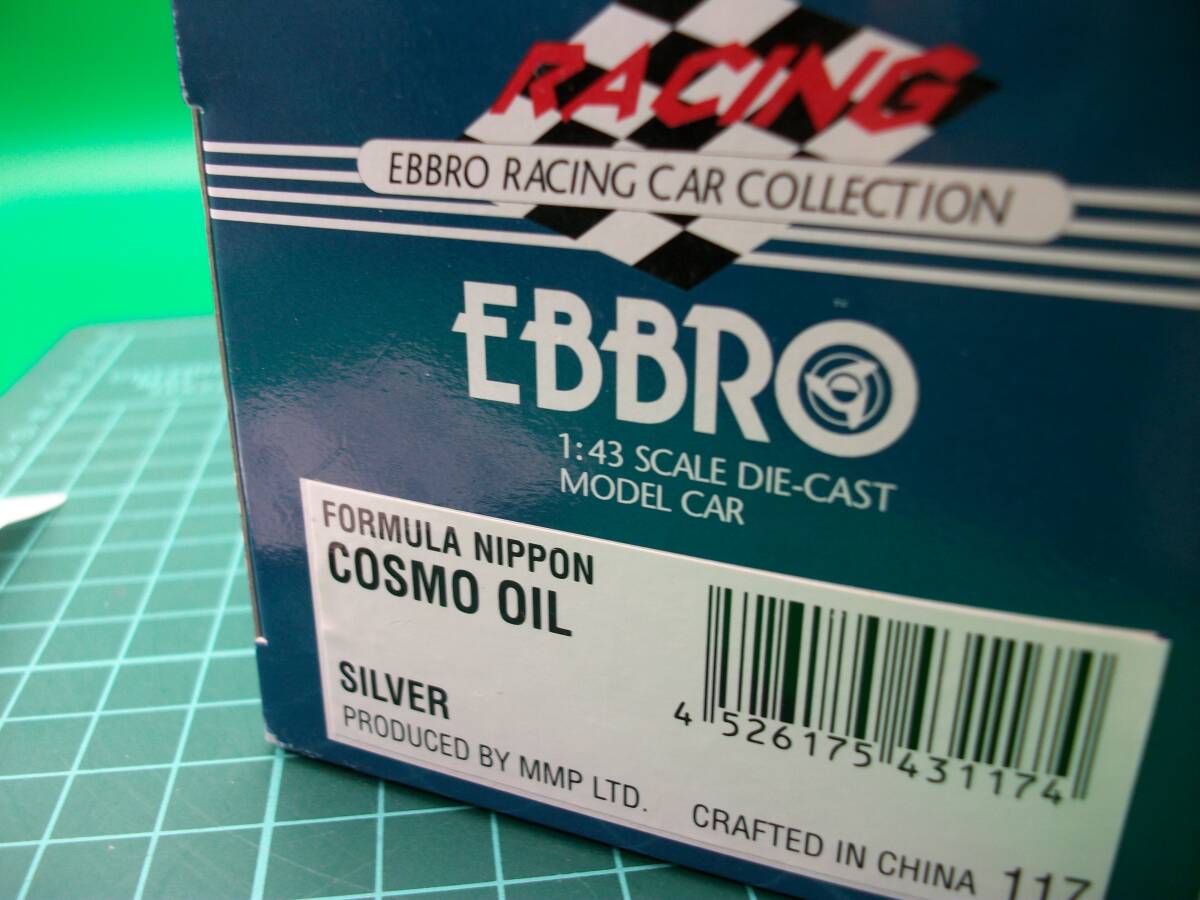 RACING
EBBRO RACING CAR COLLECTION
EBBRO
1:43 SCALE DIE-CAST
MODEL CAR
FORMULA NIPPON
COSMO OIL
SILVER
PRODUCED BY MMP LTD.
4 526175 431174
CRAFTED IN CHINA 117